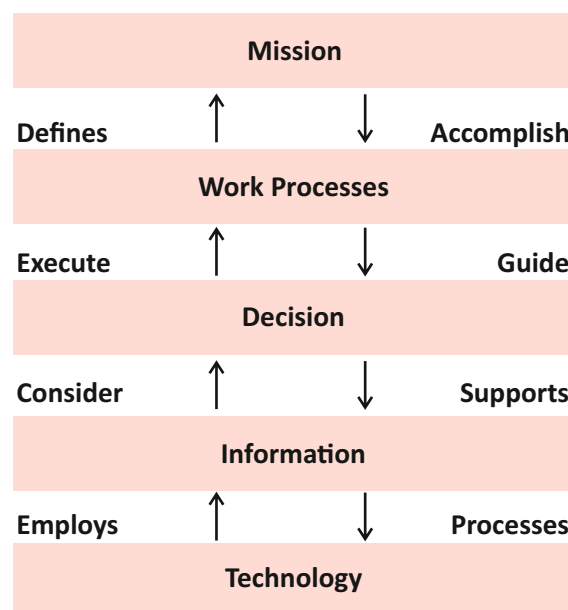 Mission
Defines Accomplish
Work Processes
Execute Guide
Decision
Consider Supports
Information
Employs Processes
Technology